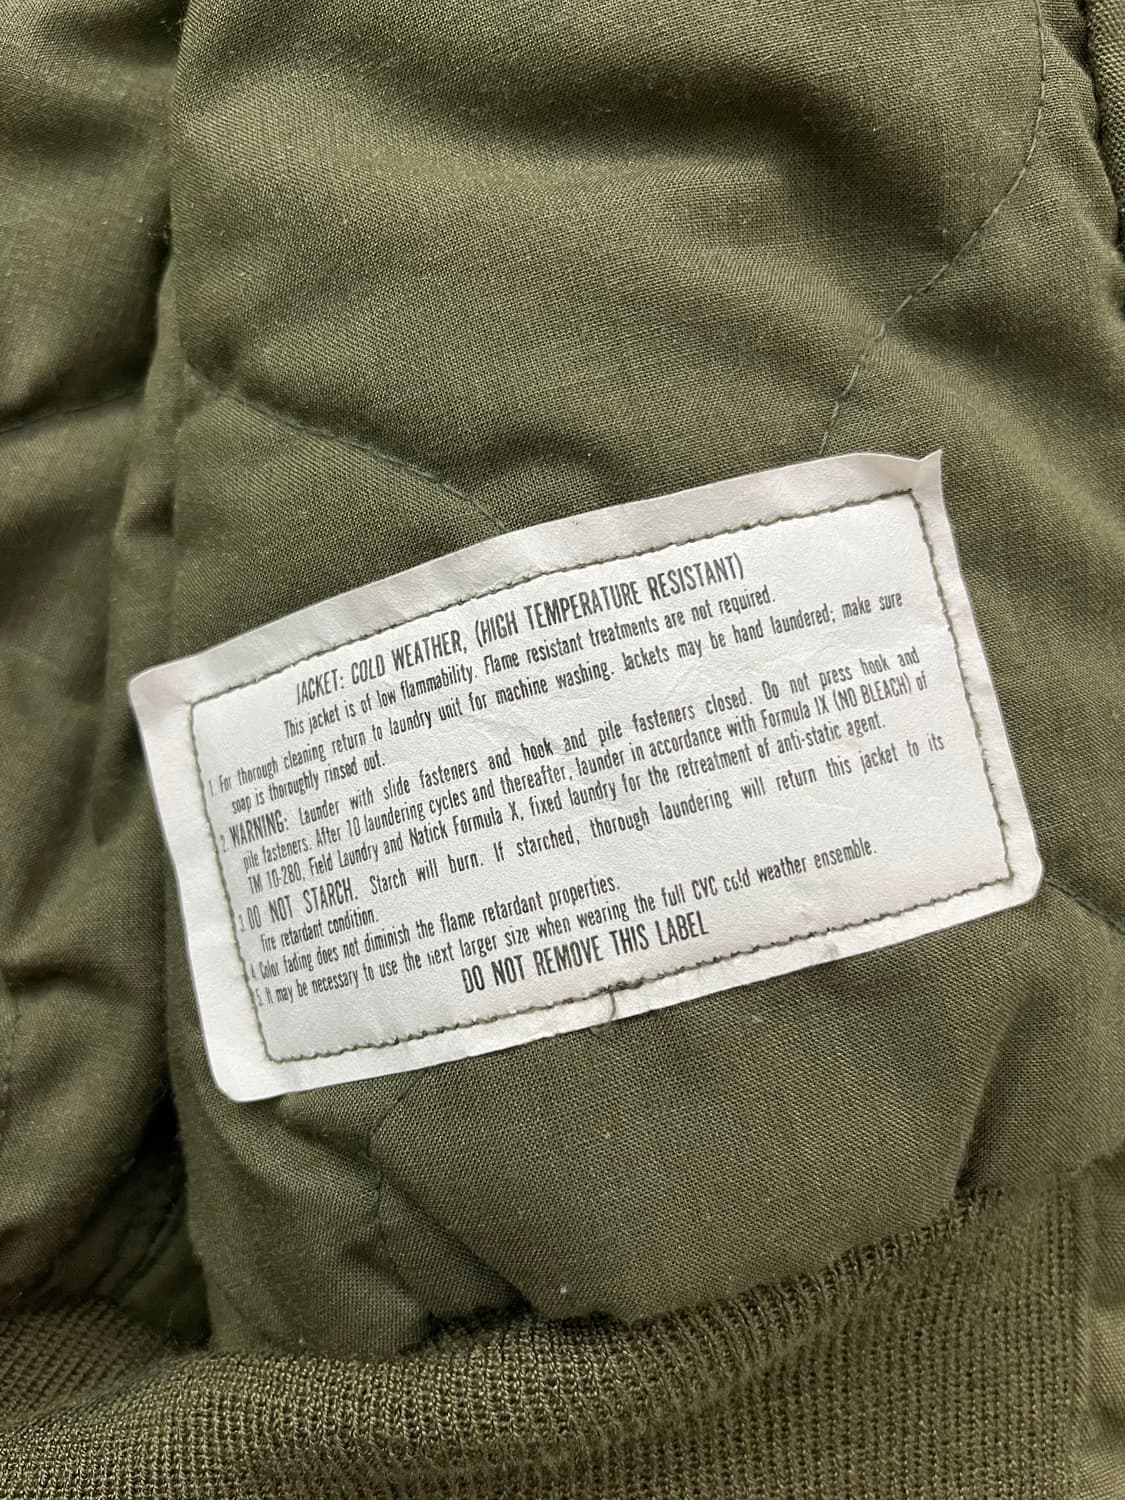 JACKET: COLD WEATHER, (HIGH TEMPERATURE RESISTANT)
This jacket is of low flammability. Flame resistant treatments are not required.
1. For thorough cleaning return to laundry unit for machine washing. Jackets may be hand laundered; make sure
soap is thoroughly rinsed out.
2. WARNING: Launder with slide fasteners and hook and pile fasteners closed. Do not press hook and
pile fasteners. After 10 laundering cycles and thereafter, launder in accordance with Formula IX (NO BLEACH) of
TM 10-280, Field Laundry and Natick Formula X, fixed laundry for the retreatment of anti-static agent.
3. DO NOT STARCH. Starch will burn. If starched, thorough laundering will return this jacket to its
fire retardant condition.
4. Color fading does not diminish the flame retardant properties.
5. It may be necessary to use the next larger size when wearing the full CVC cold weather ensemble.
DO NOT REMOVE THIS LABEL